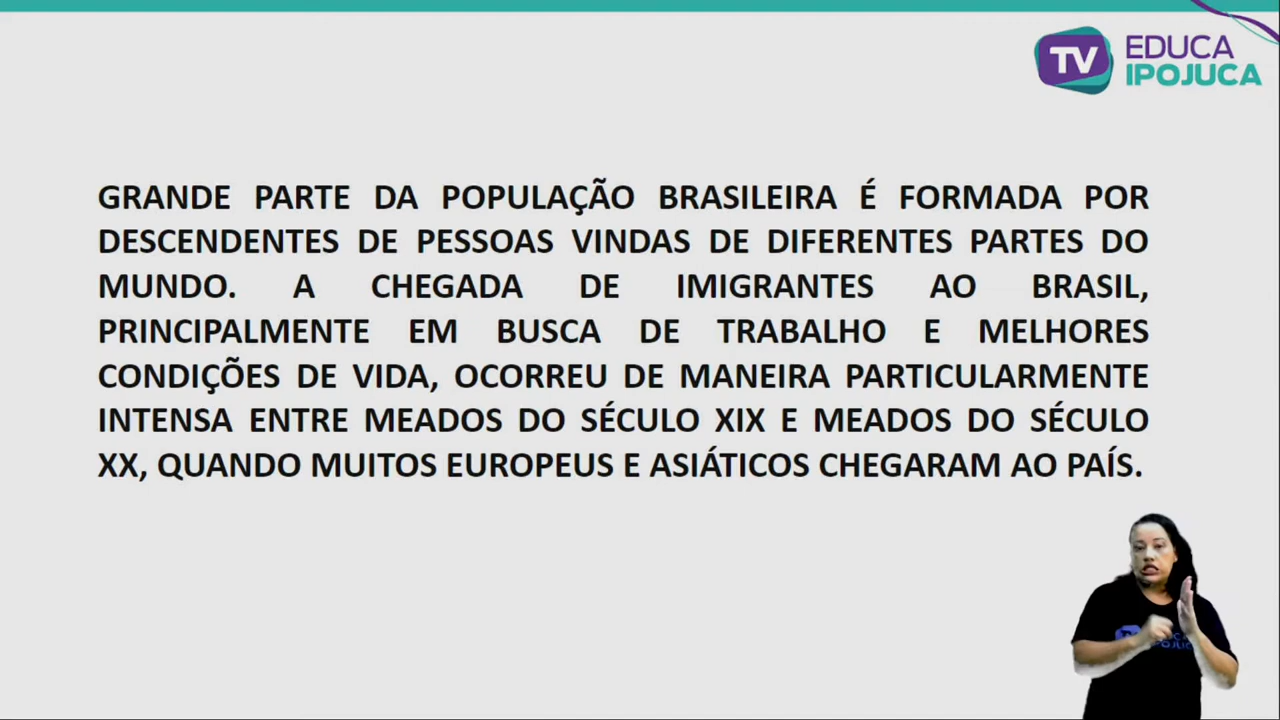 TV EDUCA
IPOJUCA
GRANDE PARTE DA POPULAÇÃO BRASILEIRA É FORMADA POR
DESCENDENTES DE PESSOAS VINDAS DE DIFERENTES PARTES DO
MUNDO. A CHEGADA DE IMIGRANTES AO BRASIL,
PRINCIPALMENTE EM BUSCA DE TRABALHO E MELHORES
CONDIÇÕES DE VIDA, OCORREU DE MANEIRA PARTICULARMENTE
INTENSA ENTRE MEADOS DO SÉCULO XIX E MEADOS DO SÉCULO
XX, QUANDO MUITOS EUROPEUS E ASIÁTICOS CHEGARAM AO PAÍS.